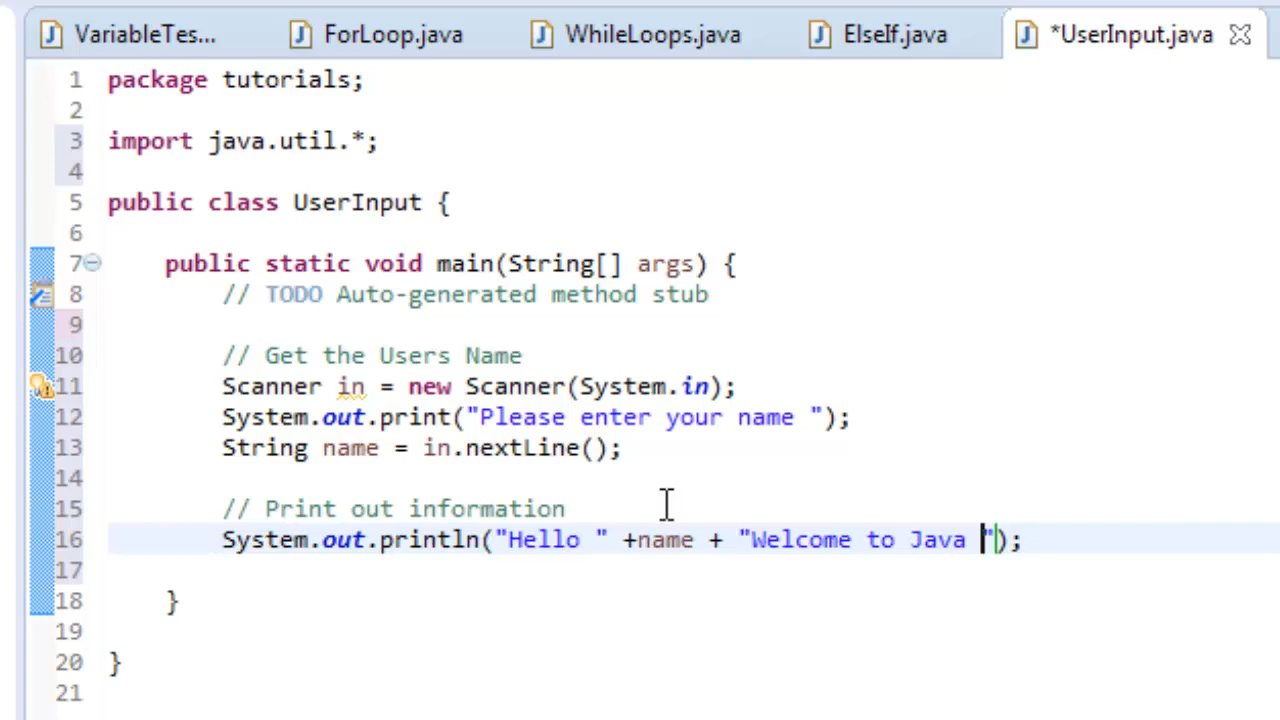 VariableTes... ForLoop.java WhileLoops.java ElseIf.java *UserInput.java
1 package tutorials;
2
3 import java.util.*;
4
5 public class UserInput {
6
7 public static void main(String[] args) {
8 // TODO Auto-generated method stub
9
10 // Get the Users Name
11 Scanner in = new Scanner(System.in);
12 System.out.print("Please enter your name ");
13 String name = in.nextLine();
14
15 // Print out information
16 System.out.println("Hello " +name + "Welcome to Java ");
17
18 }
19
20 }
21